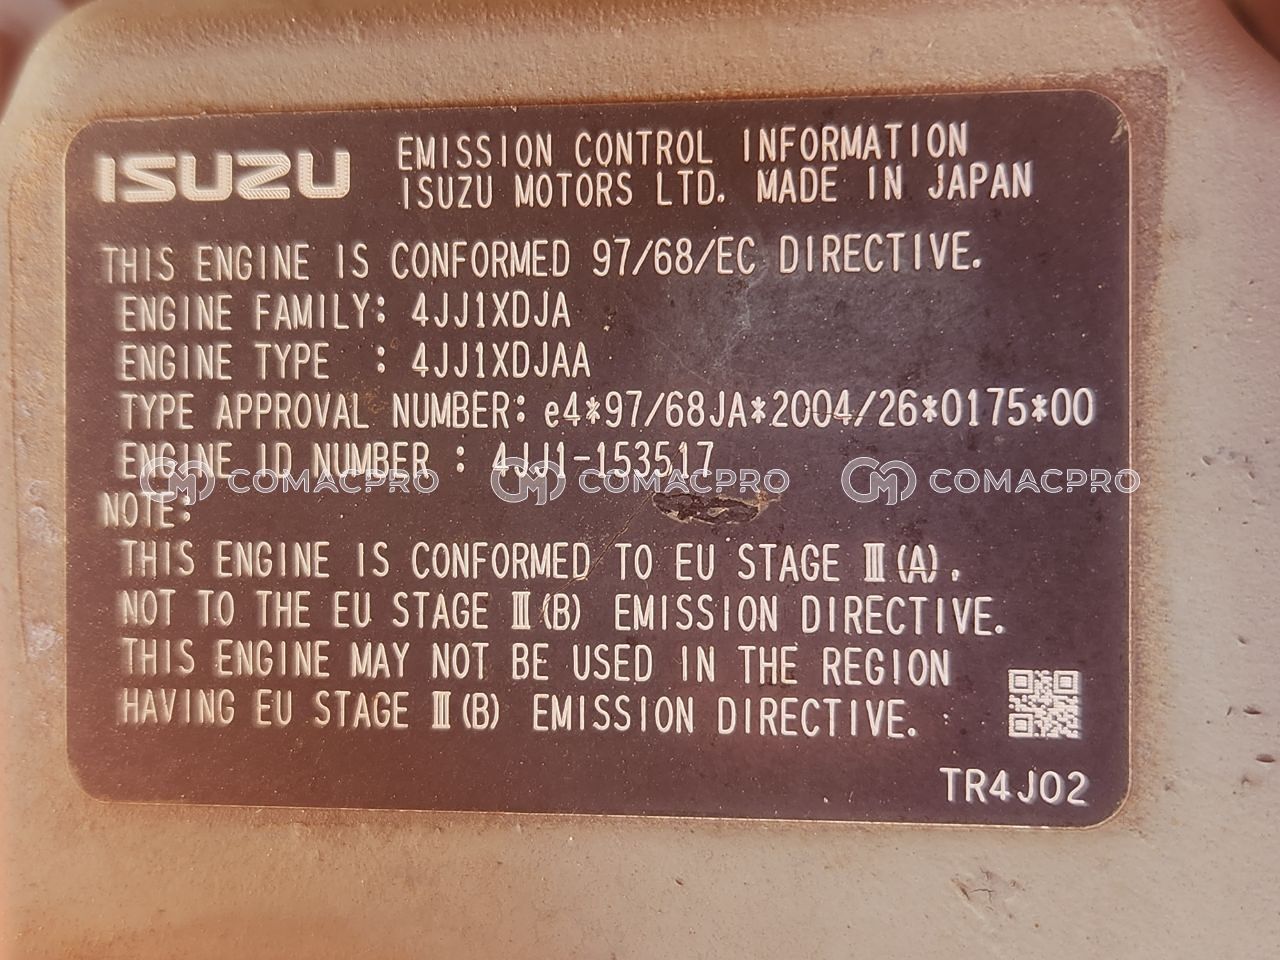 ISUZU
EMISSION CONTROL INFORMATION
ISUZU MOTORS LTD. MADE IN JAPAN
THIS ENGINE IS CONFORMED 97/68/EC DIRECTIVE.
ENGINE FAMILY: 4JJ1XDJA
ENGINE TYPE : 4JJ1XDJAA
TYPE APPROVAL NUMBER: e4*97/68JA*2004/26*0175*00
ENGINE ID NUMBER : 4JJ1-153517
COMACPRO COMACPRO COMACPRO
NOTE:
THIS ENGINE IS CONFORMED TO EU STAGE Ⅲ(A).
NOT TO THE EU STAGE Ⅲ(B) EMISSION DIRECTIVE.
THIS ENGINE MAY NOT BE USED IN THE REGION
HAVING EU STAGE Ⅲ(B) EMISSION DIRECTIVE.
TR4J02